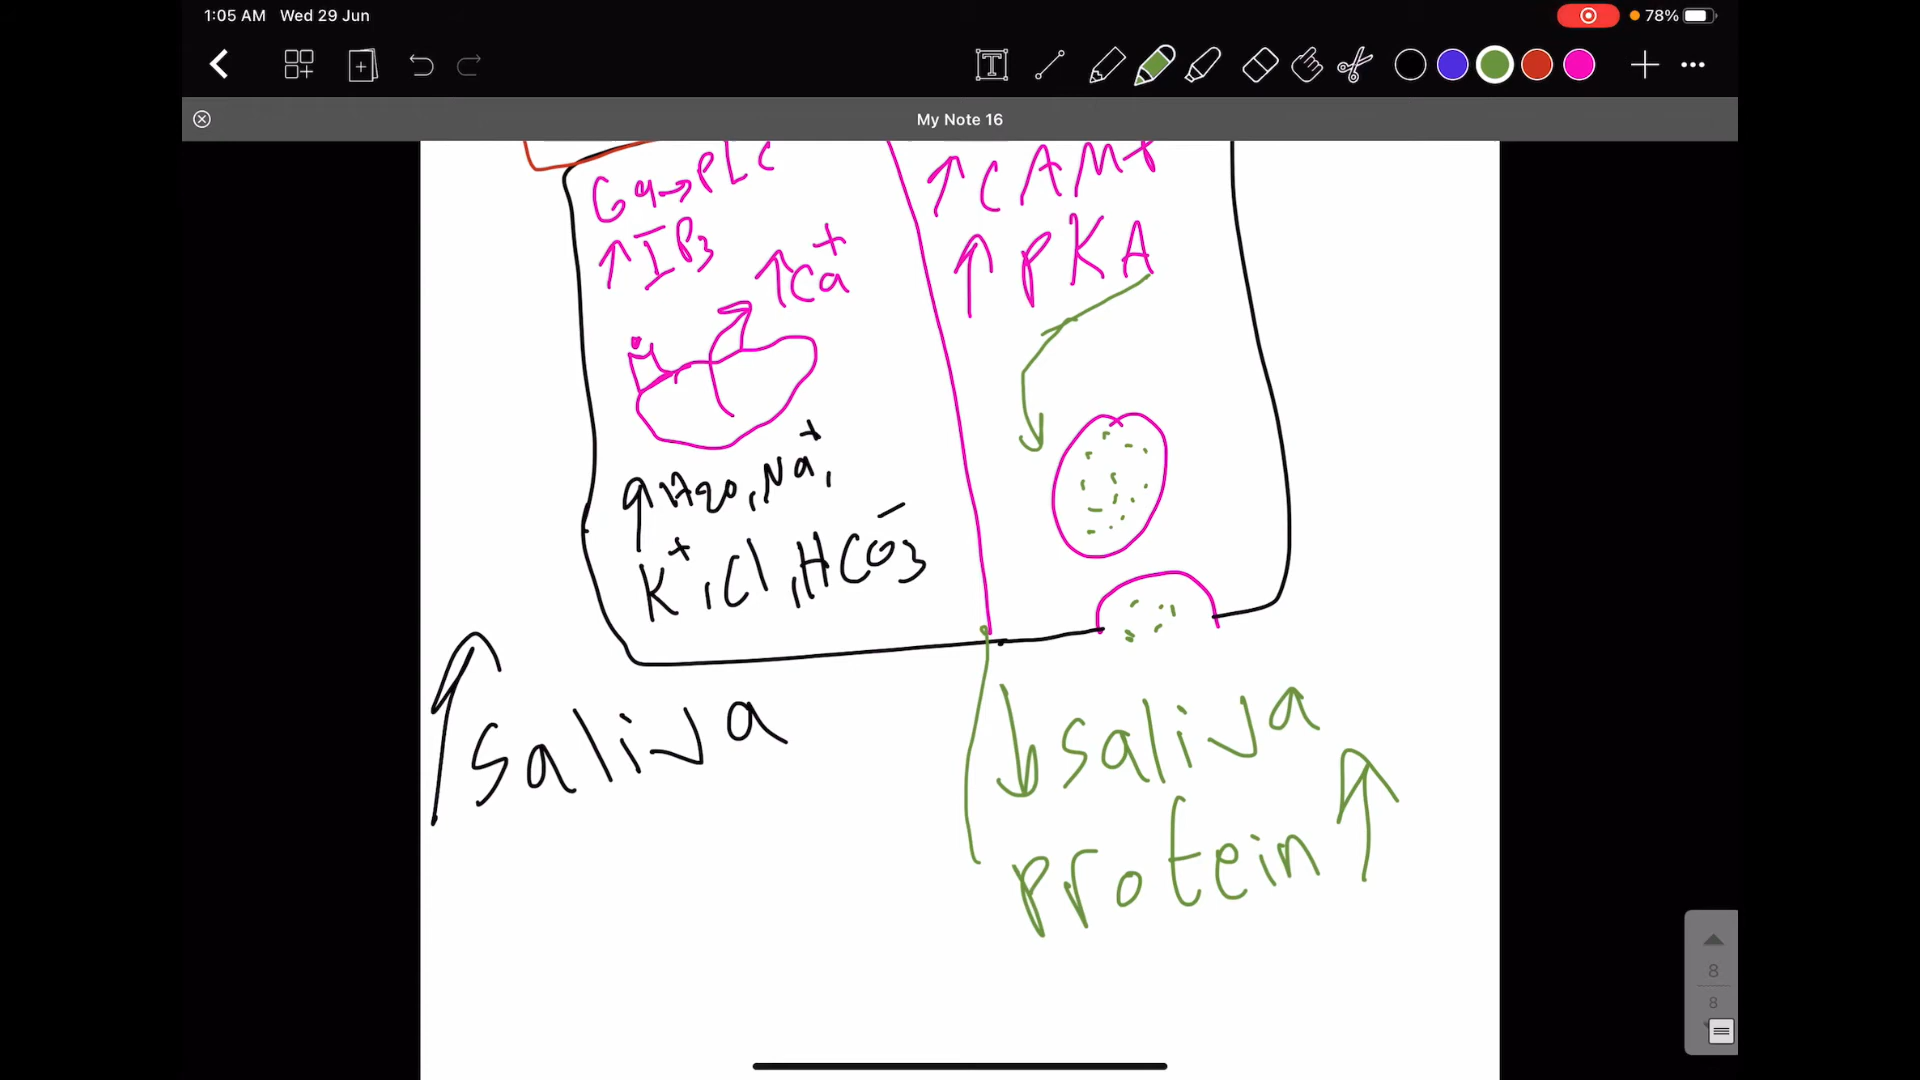 1:05 AM Wed 29 Jun
78%
T
My Note 16
Gq→PLC
↑IP3
↑Ca+
↑H2O, Na+,
K+, Cl, HCO3-
↑CAMP
↑PKA
↑Saliva
↓Saliva
protein↑
8
8